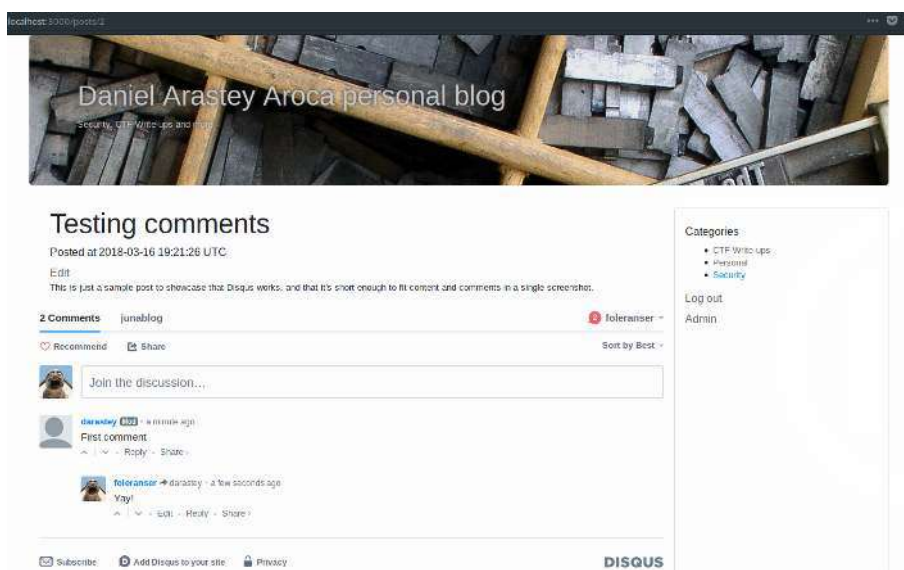 localhost:3000/posts/2
Daniel Arastey Aroca personal blog
Security, CTF Write-ups and more
Testing comments
Posted at 2018-03-16 19:21:26 UTC
Edit
This is just a sample post to showcase that Disqus works, and that it's short enough to fit content and comments in a single screenshot.
2 Comments junablog 2 foleranser
Recommend Share Sort by Best
Join the discussion...
darastey Mod · a minute ago
First comment
Reply · Share ›
foleranser darastey · a few seconds ago
Yay!
Edit · Reply · Share ›
Subscribe Add Disqus to your site Privacy DISQUS
Categories
CTF Write-ups
Personal
Security
Log out
Admin